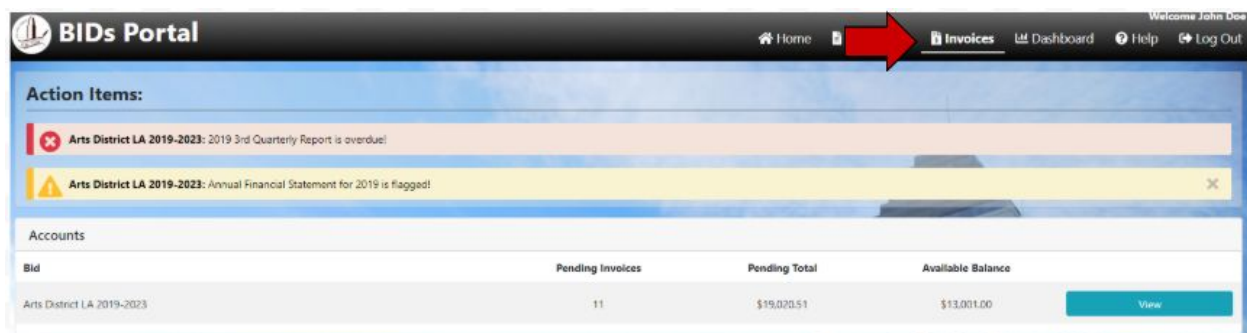 Welcome John Doe
BIDs Portal
Home Invoices Dashboard Help Log Out
Action Items:
Arts District LA 2019-2023: 2019 3rd Quarterly Report is overdue!
Arts District LA 2019-2023: Annual Financial Statement for 2019 is flagged!
Accounts
Bid Pending Invoices Pending Total Available Balance
Arts District LA 2019-2023 11 $19,020.51 $13,001.00 View